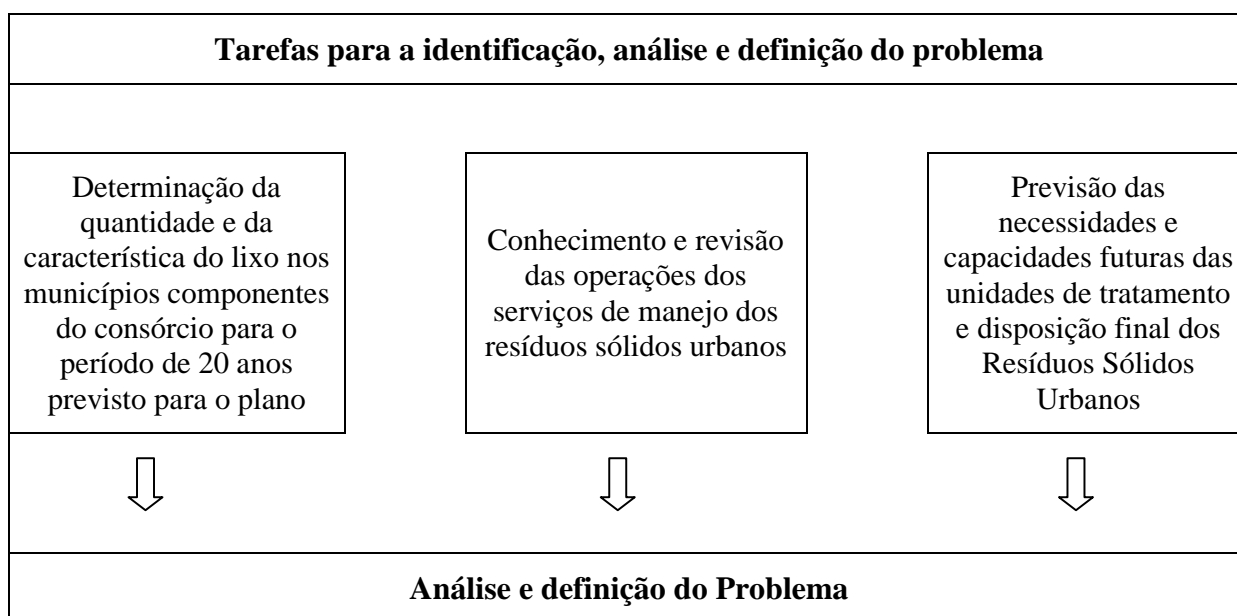 Tarefas para a identificação, análise e definição do problema
Determinação da
quantidade e da
característica do lixo nos
municípios componentes
do consórcio para o
período de 20 anos
previsto para o plano
Conhecimento e revisão
das operações dos
serviços de manejo dos
resíduos sólidos urbanos
Previsão das
necessidades e
capacidades futuras das
unidades de tratamento
e disposição final dos
Resíduos Sólidos
Urbanos
Análise e definição do Problema